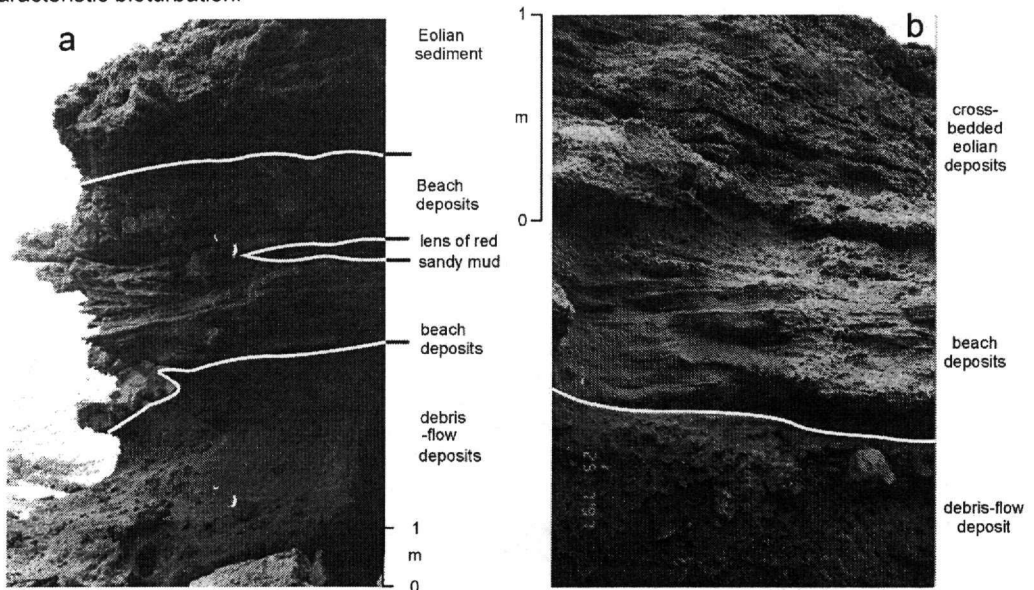 a
Eolian
sediment
Beach
deposits
lens of red
sandy mud
beach
deposits
debris
-flow
deposits
1
m
0
1
m
0
b
cross-
bedded
eolian
deposits
beach
deposits
debris-flow
deposit